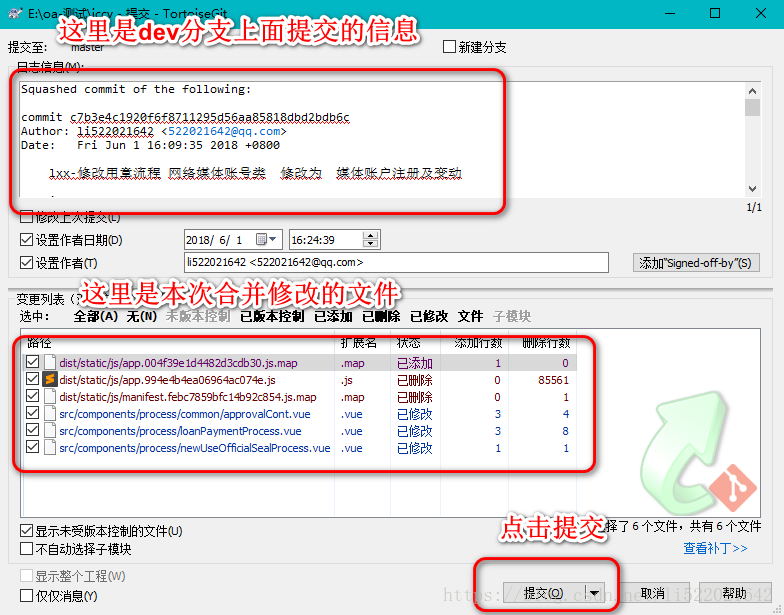 E:\oa-测试\iccy - 提交 - TortoiseGit
这里是dev分支上面提交的信息
提交至: master
新建分支
日志信息(M):
Squashed commit of the following:
commit c7b3e4c1920f6f8711295d56aa85818dbd2bdb6c
Author: li522021642 <522021642@qq.com>
Date: Fri Jun 1 16:09:35 2018 +0800
lxx-修改用章流程 网络媒体账号类 修改为 媒体账户注册及变动
1/1
修改上次提交(L)
设置作者日期(D) 2018/ 6/ 1 16:24:39
设置作者(T) li522021642 <522021642@qq.com> 添加"Signed-off-by"(S)
这里是本次合并修改的文件
变更列表
选中: 全部(A) 无(N) 未版本控制 已版本控制 已添加 已删除 已修改 文件 子模块
路径 扩展名 状态 添加行数 删除行数
dist/static/js/app.004f39e1d4482d3cdb30.js.map .map 已添加 1 0
dist/static/js/app.994e4b4ea06964ac074e.js .js 已删除 0 85561
dist/static/js/manifest.febc7859bfc14b92c854.js.map .map 已删除 0 1
src/components/process/common/approvalCont.vue .vue 已修改 3 4
src/components/process/loanPaymentProcess.vue .vue 已修改 3 8
src/components/process/newUseOfficialSealProcess.vue .vue 已修改 1 1
点击提交
显示未受版本控制的文件(U)
择了 6 个文件，共有 6 个文件
不自动选择子模块
查看补丁>>
显示整个工程(W)
仅仅消息(Y)
提交(O) 取消 帮助